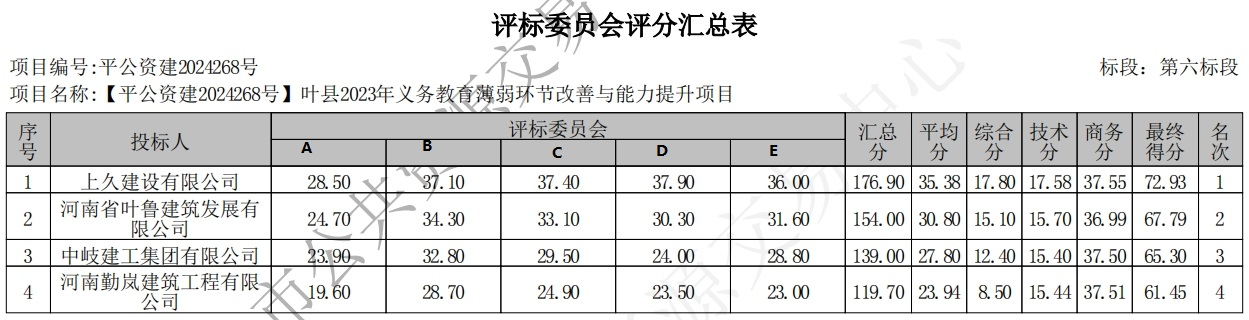 评标委员会评分汇总表
项目编号:平公资建2024268号 标段：第六标段
项目名称:【平公资建2024268号】叶县2023年义务教育薄弱环节改善与能力提升项目
序号 投标人 评标委员会 汇总分 平均分 综合分 技术分 商务分 最终得分 名次
A B C D E
1 上久建设有限公司 28.50 37.10 37.40 37.90 36.00 176.90 35.38 17.80 17.58 37.55 72.93 1
2 河南省叶鲁建筑发展有限公司 24.70 34.30 33.10 30.30 31.60 154.00 30.80 15.10 15.70 36.99 67.79 2
3 中岐建工集团有限公司 23.90 32.80 29.50 24.00 28.80 139.00 27.80 12.40 15.40 37.50 65.30 3
4 河南勤岚建筑工程有限公司 19.60 28.70 24.90 23.50 23.00 119.70 23.94 8.50 15.44 37.51 61.45 4